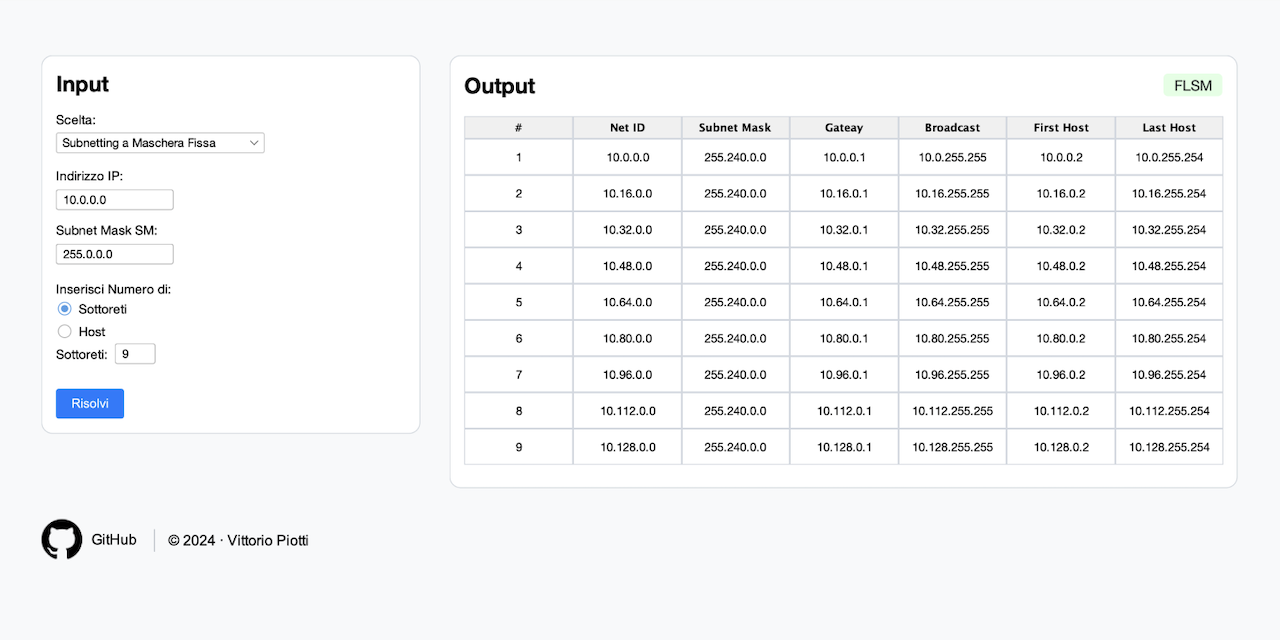 Input
Scelta:
Subnetting a Maschera Fissa
Indirizzo IP:
10.0.0.0
Subnet Mask SM:
255.0.0.0
Inserisci Numero di:
Sottoreti
Host
Sottoreti: 9
Risolvi
Output FLSM
# Net ID Subnet Mask Gateay Broadcast First Host Last Host
1 10.0.0.0 255.240.0.0 10.0.0.1 10.0.255.255 10.0.0.2 10.0.255.254
2 10.16.0.0 255.240.0.0 10.16.0.1 10.16.255.255 10.16.0.2 10.16.255.254
3 10.32.0.0 255.240.0.0 10.32.0.1 10.32.255.255 10.32.0.2 10.32.255.254
4 10.48.0.0 255.240.0.0 10.48.0.1 10.48.255.255 10.48.0.2 10.48.255.254
5 10.64.0.0 255.240.0.0 10.64.0.1 10.64.255.255 10.64.0.2 10.64.255.254
6 10.80.0.0 255.240.0.0 10.80.0.1 10.80.255.255 10.80.0.2 10.80.255.254
7 10.96.0.0 255.240.0.0 10.96.0.1 10.96.255.255 10.96.0.2 10.96.255.254
8 10.112.0.0 255.240.0.0 10.112.0.1 10.112.255.255 10.112.0.2 10.112.255.254
9 10.128.0.0 255.240.0.0 10.128.0.1 10.128.255.255 10.128.0.2 10.128.255.254
GitHub © 2024 · Vittorio Piotti